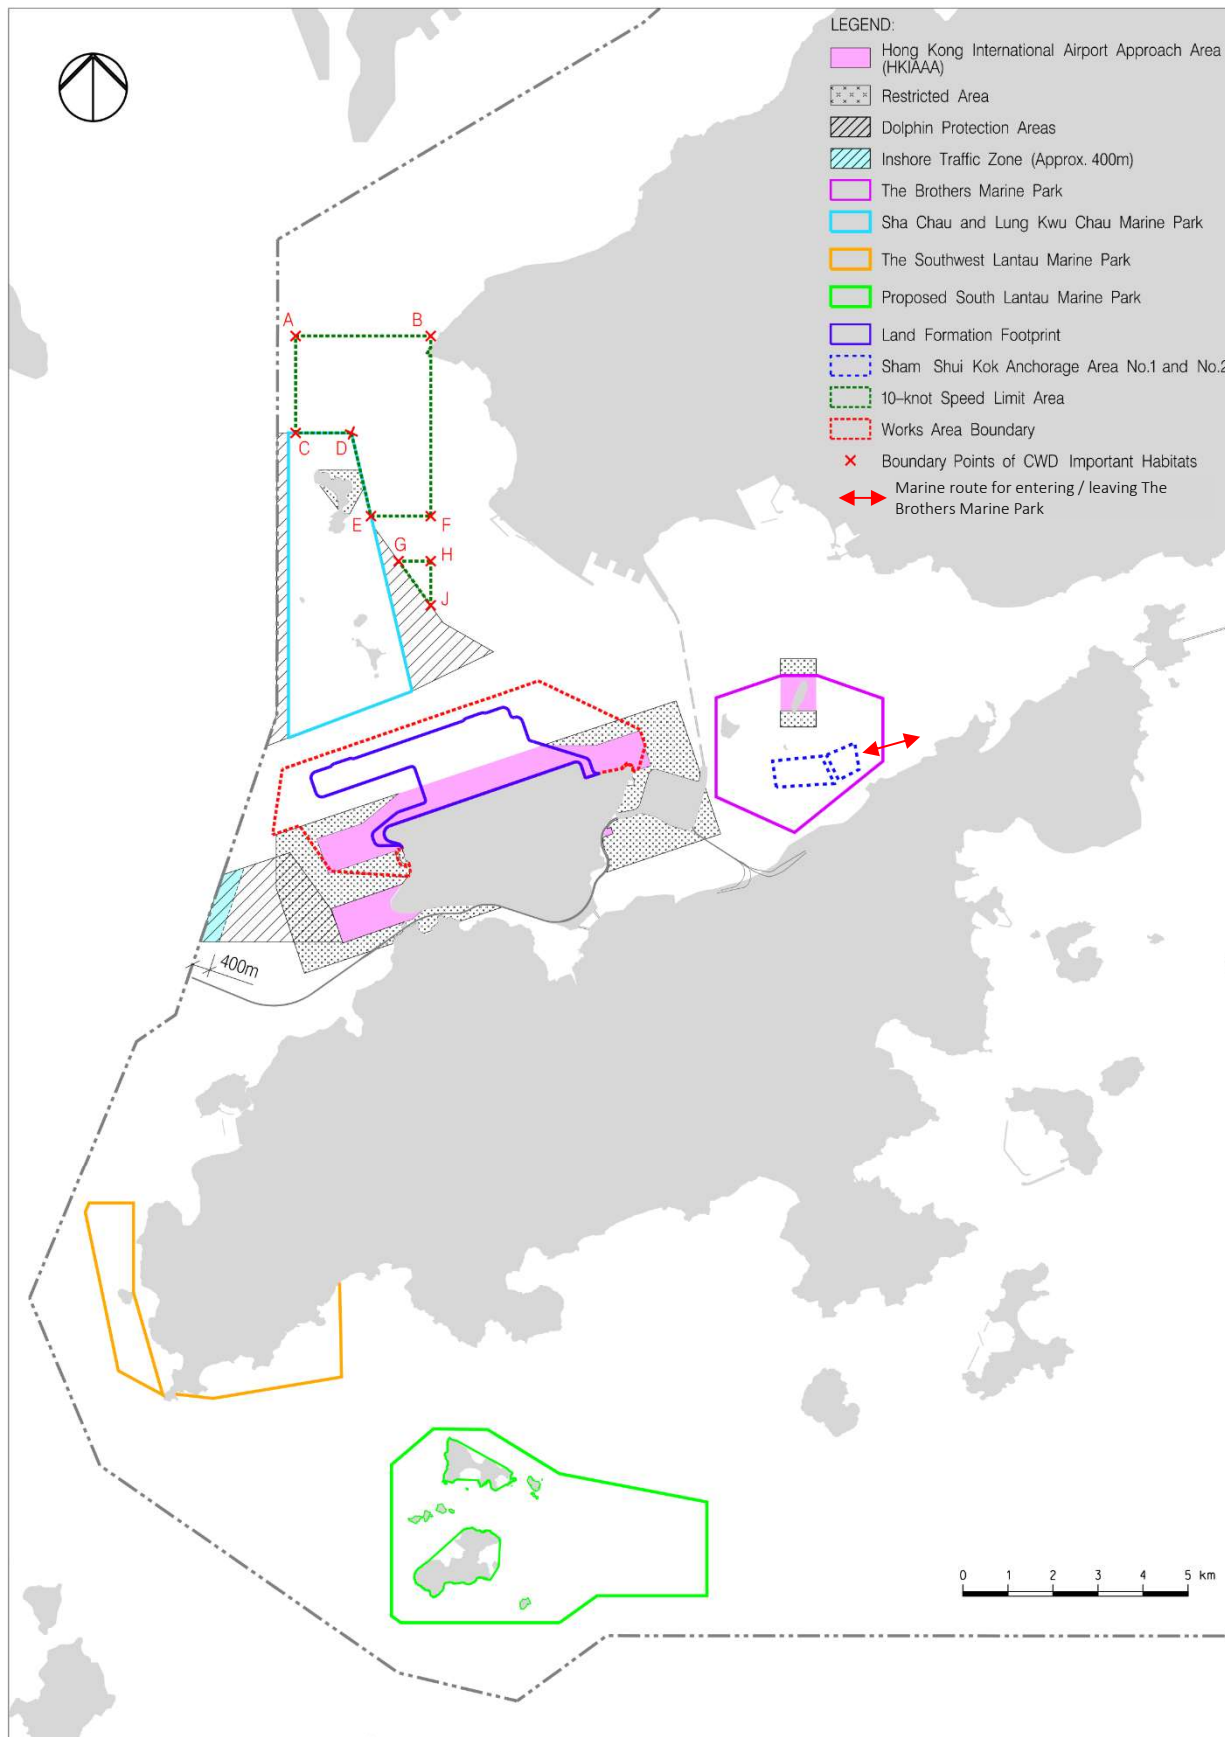 LEGEND:
Hong Kong International Airport Approach Area
(HKIAAA)
Restricted Area
Dolphin Protection Areas
Inshore Traffic Zone (Approx. 400m)
The Brothers Marine Park
Sha Chau and Lung Kwu Chau Marine Park
The Southwest Lantau Marine Park
Proposed South Lantau Marine Park
Land Formation Footprint
Sham Shui Kok Anchorage Area No.1 and No.2
10-knot Speed Limit Area
Works Area Boundary
Boundary Points of CWD Important Habitats
Marine route for entering / leaving The
Brothers Marine Park
A
B
C
D
E
F
G
H
J
400m
0 1 2 3 4 5 km